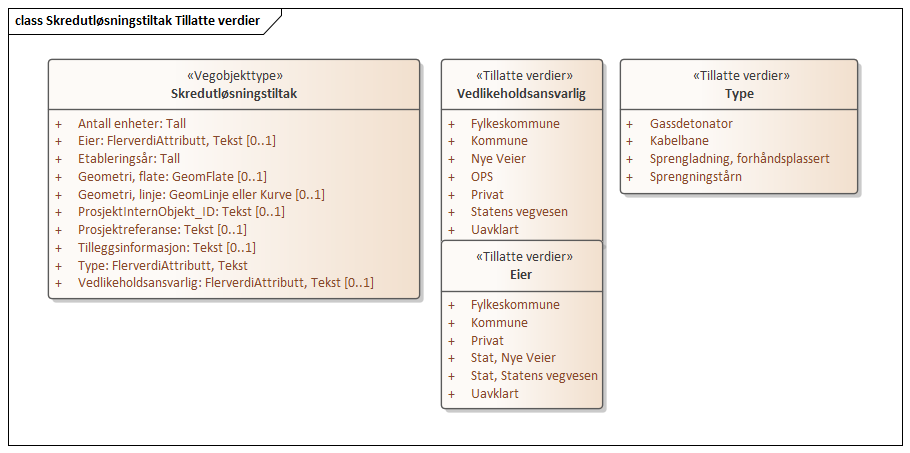 class Skredutløsningstiltak Tillatte verdier
«Vegobjekttype»
Skredutløsningstiltak
+ Antall enheter: Tall
+ Eier: FlerverdiAttributt, Tekst [0..1]
+ Etableringsår: Tall
+ Geometri, flate: GeomFlate [0..1]
+ Geometri, linje: GeomLinje eller Kurve [0..1]
+ ProsjektInternObjekt_ID: Tekst [0..1]
+ Prosjektreferanse: Tekst [0..1]
+ Tilleggsinformasjon: Tekst [0..1]
+ Type: FlerverdiAttributt, Tekst
+ Vedlikeholdsansvarlig: FlerverdiAttributt, Tekst [0..1]
«Tillatte verdier»
Vedlikeholdsansvarlig
+ Fylkeskommune
+ Kommune
+ Nye Veier
+ OPS
+ Privat
+ Statens vegvesen
+ Uavklart
«Tillatte verdier»
Eier
+ Fylkeskommune
+ Kommune
+ Privat
+ Stat, Nye Veier
+ Stat, Statens vegvesen
+ Uavklart
«Tillatte verdier»
Type
+ Gassdetonator
+ Kabelbane
+ Sprengladning, forhåndsplassert
+ Sprengningstårn